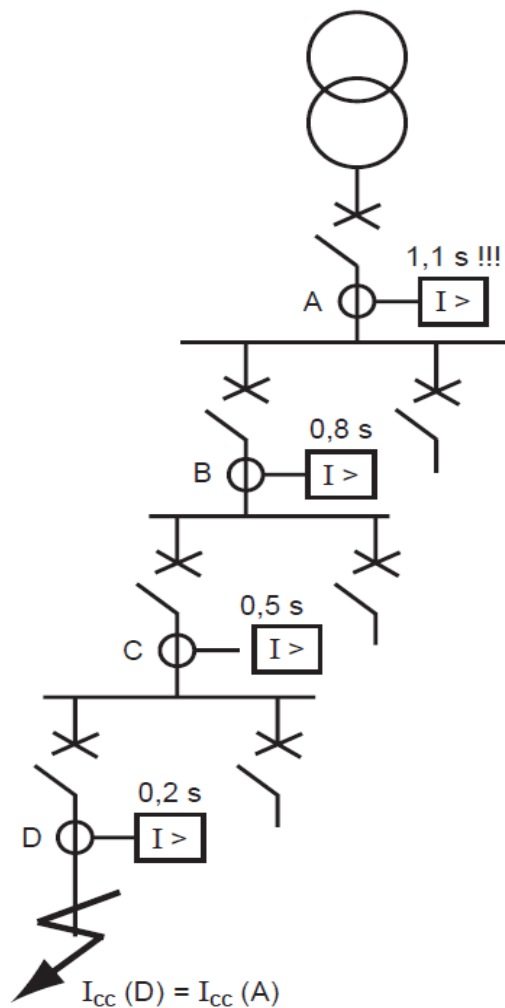 1,1 s !!!
A
I >
0,8 s
B
I >
0,5 s
C
I >
0,2 s
D
I >
Icc (D) = Icc (A)